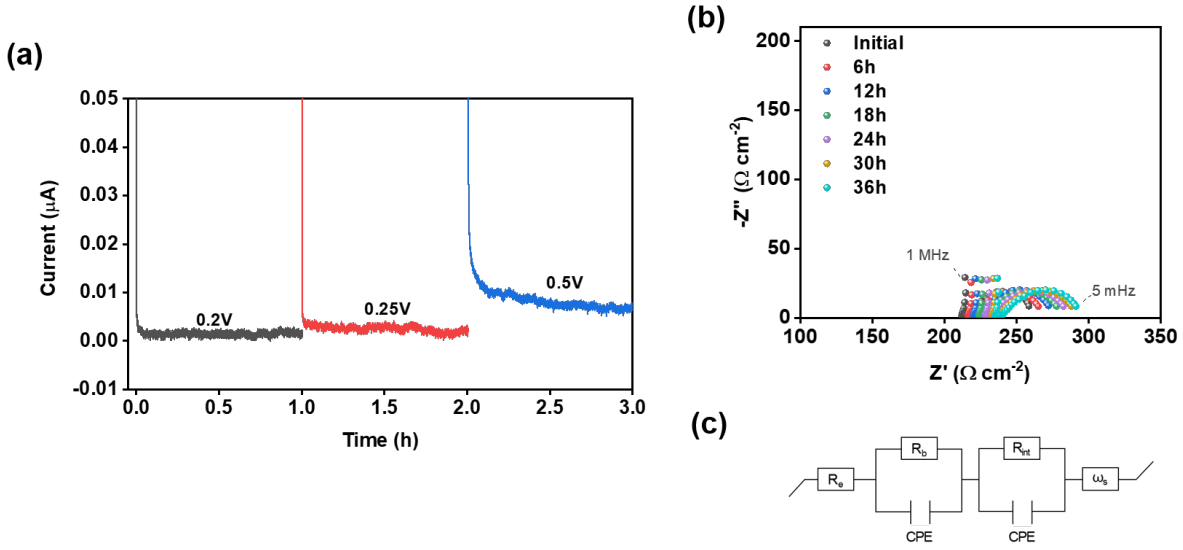 (a)
0.05
0.04
0.03
0.02
0.01
0.00
-0.01
Current (μA)
0.2V
0.25V
0.5V
0.0
0.5
1.0
1.5
2.0
2.5
3.0
Time (h)
(b)
200
150
100
50
0
-Z'' (Ω cm-2)
Initial
6h
12h
18h
24h
30h
36h
1 MHz
5 mHz
100
150
200
250
300
350
Z' (Ω cm-2)
(c)
Re
Rb
CPE
Rint
CPE
ωs